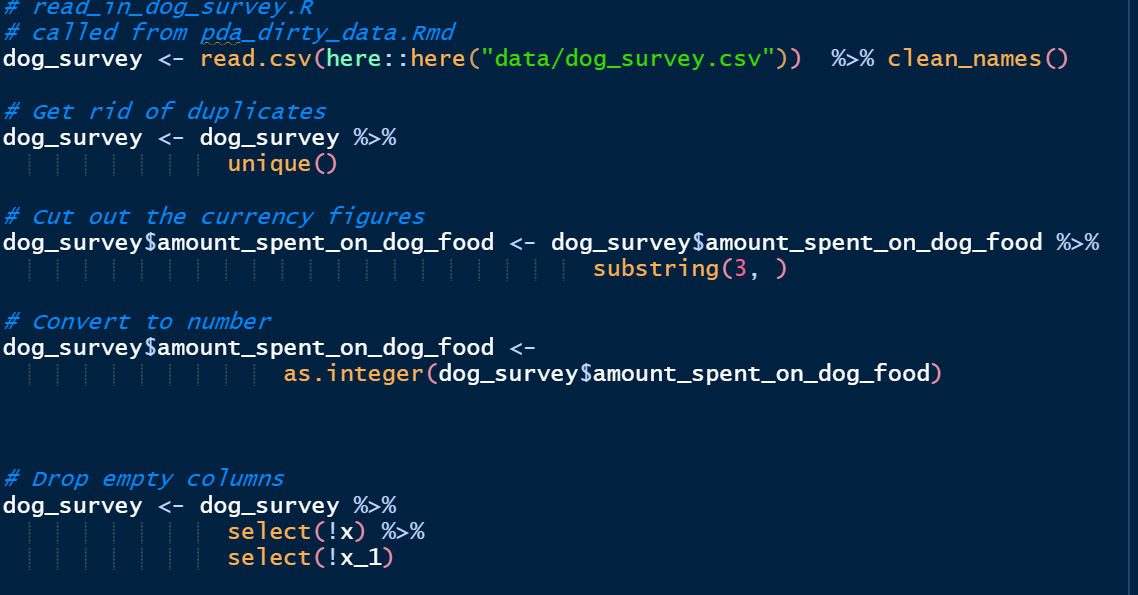 # read_in_dog_survey.R
# called from pda_dirty_data.Rmd
dog_survey <- read.csv(here::here("data/dog_survey.csv"))  %>% clean_names()
# Get rid of duplicates
dog_survey <- dog_survey %>%
unique()
# Cut out the currency figures
dog_survey$amount_spent_on_dog_food <- dog_survey$amount_spent_on_dog_food %>%
substring(3, )
# Convert to number
dog_survey$amount_spent_on_dog_food <-
as.integer(dog_survey$amount_spent_on_dog_food)
# Drop empty columns
dog_survey <- dog_survey %>%
select(!x) %>%
select(!x_1)